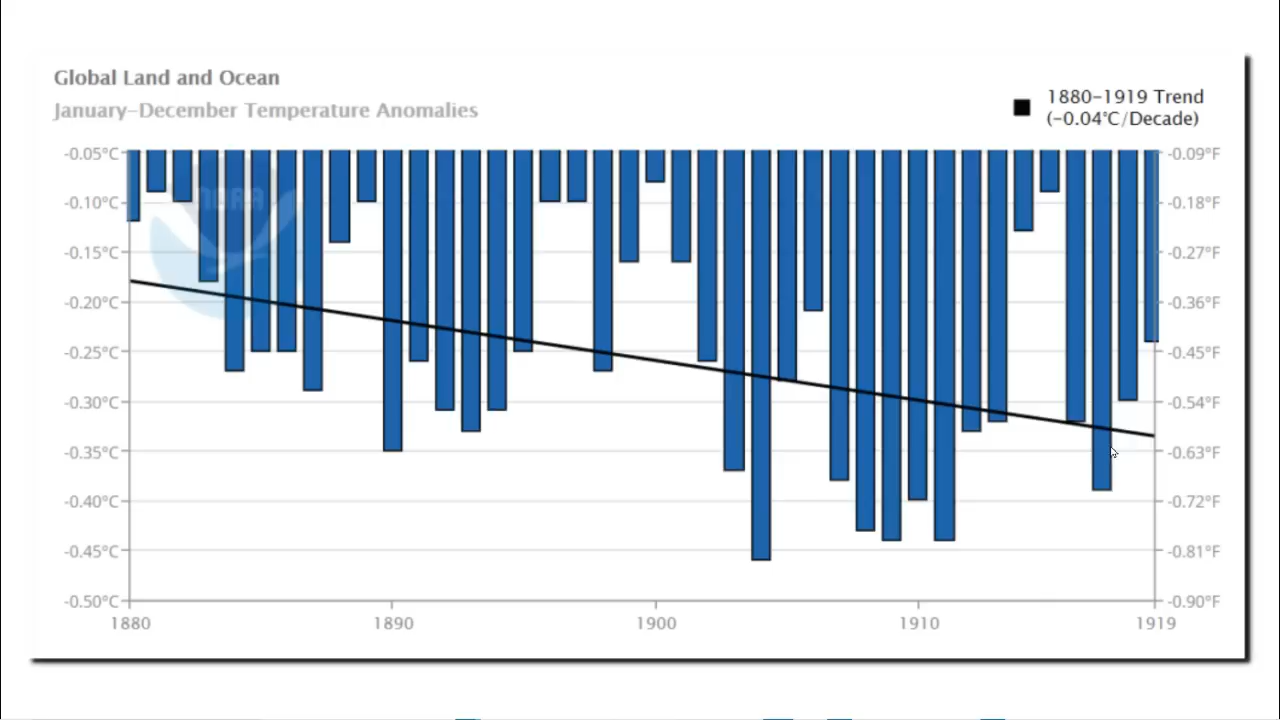 Global Land and Ocean
January–December Temperature Anomalies
1880–1919 Trend
(-0.04°C/Decade)
-0.05°C
-0.10°C
-0.15°C
-0.20°C
-0.25°C
-0.30°C
-0.35°C
-0.40°C
-0.45°C
-0.50°C
-0.09°F
-0.18°F
-0.27°F
-0.36°F
-0.45°F
-0.54°F
-0.63°F
-0.72°F
-0.81°F
-0.90°F
NOAA
1880
1890
1900
1910
1919